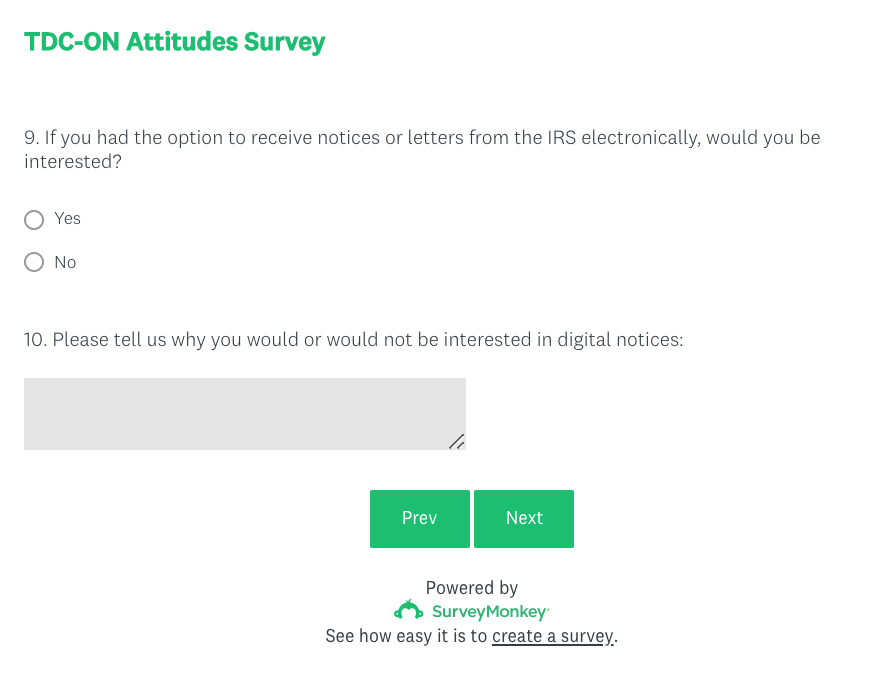 TDC-ON Attitudes Survey
9. If you had the option to receive notices or letters from the IRS electronically, would you be
interested?
Yes
No
10. Please tell us why you would or would not be interested in digital notices:
Prev
Next
Powered by
SurveyMonkey
See how easy it is to create a survey.